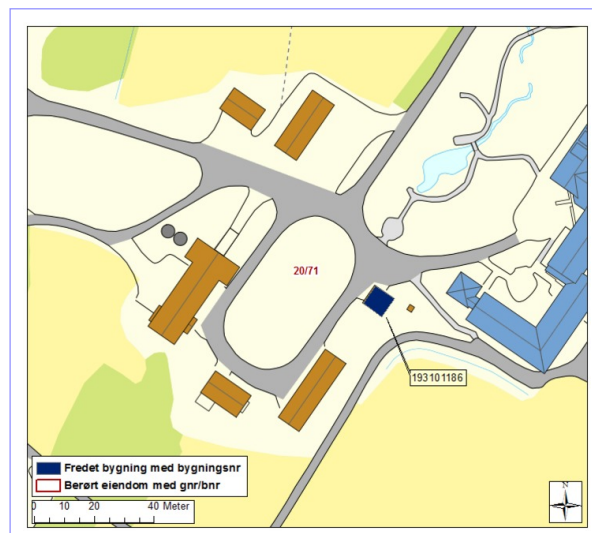 20/71
193101186
Fredet bygning med bygningsnr
Berørt eiendom med gnr/bnr
0 10 20 40 Meter
N